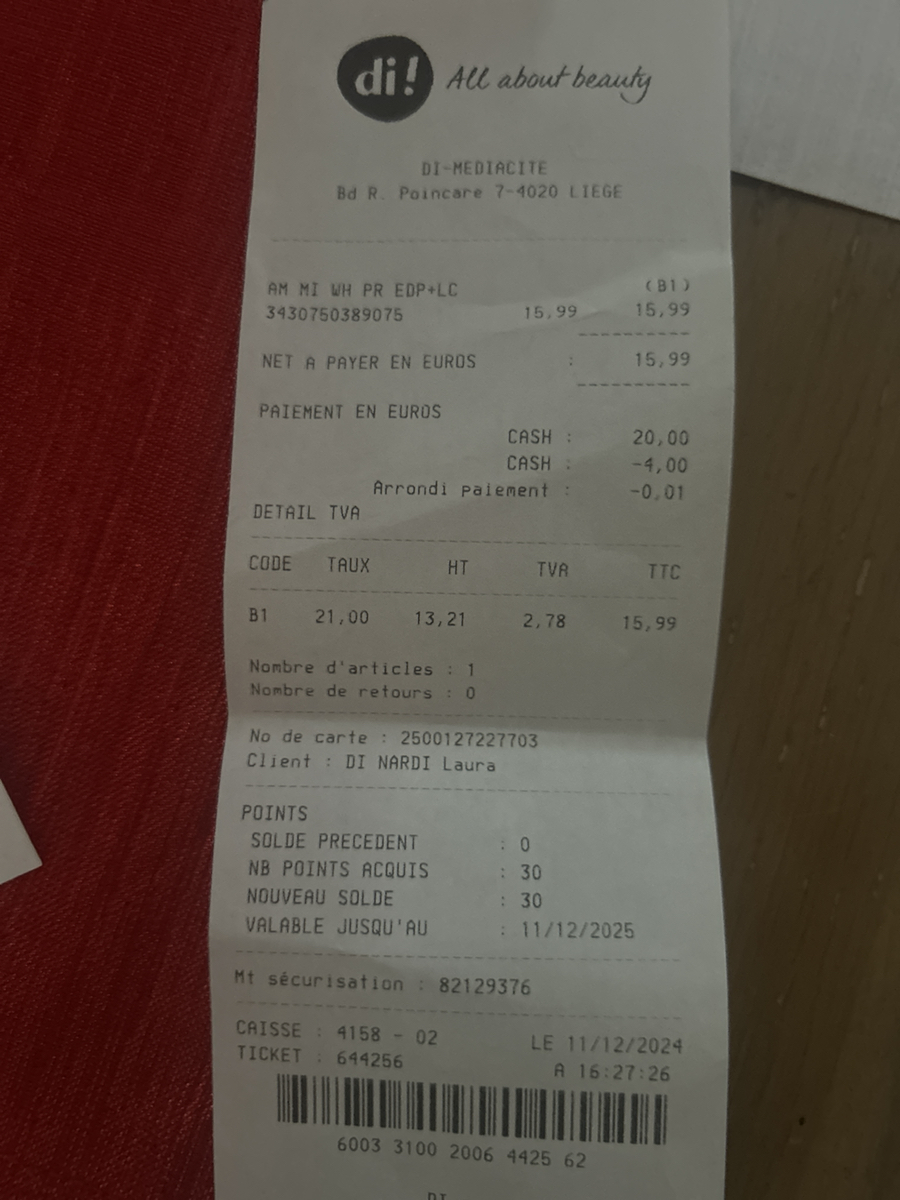 di! All about beauty
DI-MEDIACITE
Bd R. Poincare 7-4020 LIEGE
AM MI WH PR EDP+LC (B1)
3430750389075 15,99 15,99
NET A PAYER EN EUROS : 15,99
PAIEMENT EN EUROS
CASH : 20,00
CASH : -4,00
Arrondi paiement : -0,01
DETAIL TVA
CODE TAUX HT TVA TTC
B1 21,00 13,21 2,78 15,99
Nombre d'articles : 1
Nombre de retours : 0
No de carte : 2500127227703
Client : DI NARDI Laura
POINTS
SOLDE PRECEDENT : 0
NB POINTS ACQUIS : 30
NOUVEAU SOLDE : 30
VALABLE JUSQU'AU : 11/12/2025
Mt sécurisation : 82129376
CAISSE : 4158 - 02 LE 11/12/2024
TICKET : 644256 A 16:27:26
6003 3100 2006 4425 62